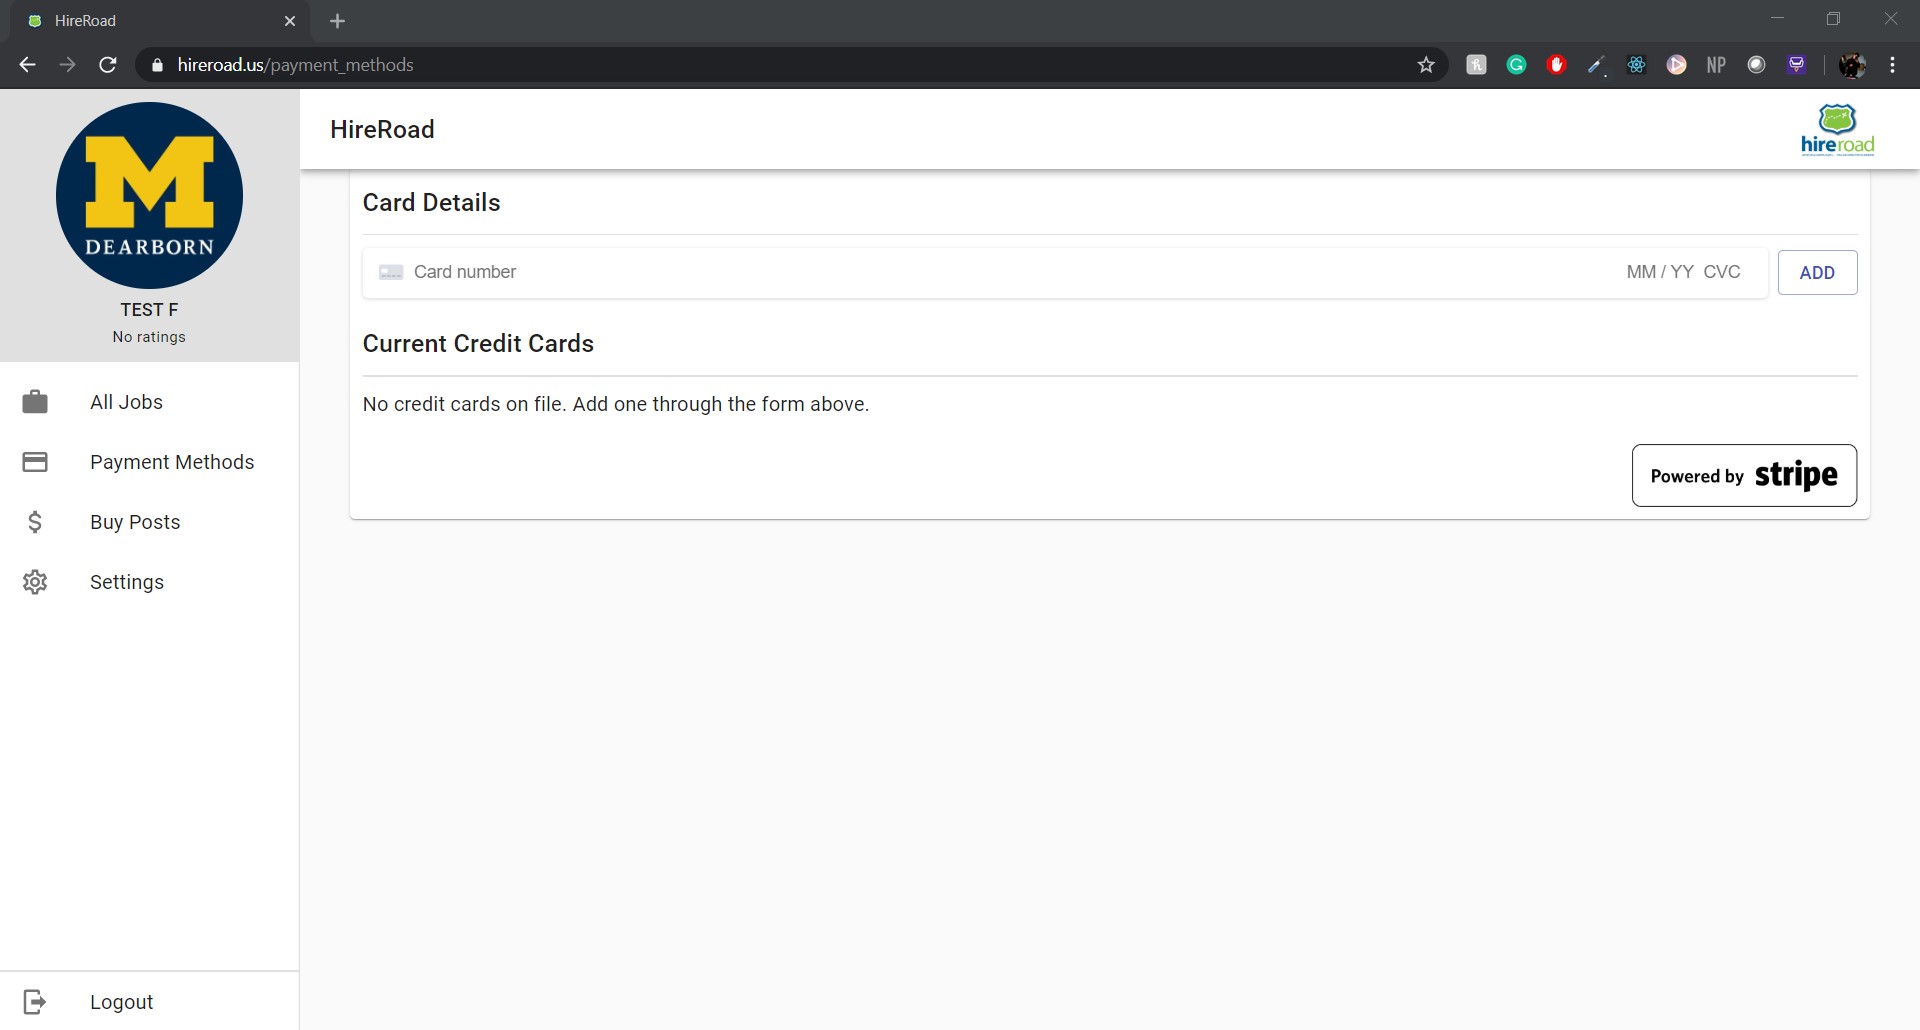 HireRoad
hireroad.us/payment_methods
NP
M
DEARBORN
TEST F
No ratings
All Jobs
Payment Methods
Buy Posts
Settings
Logout
HireRoad
hireroad
Card Details
Card number MM / YY CVC ADD
Current Credit Cards
No credit cards on file. Add one through the form above.
Powered by stripe